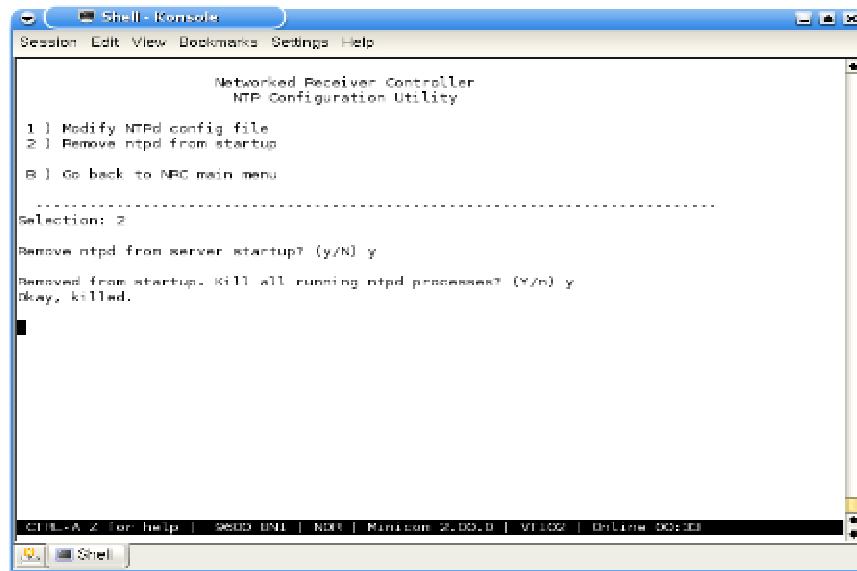 Shell - Konsole
Session Edit View Bookmarks Settings Help
Networked Receiver Controller
NTP Configuration Utility
1 ) Modify NTPd config file
2 ) Remove ntpd from startup
B ) Go back to NRC main menu
Selection: 2
Remove ntpd from server startup? (y/N) y
Removed from startup. Kill all running ntpd processes? (Y/n) y
Okay, killed.
CTRL-A Z for help | 9600 8N1 | NOR | Minicom 2.00.0 | VT102 | Online 00:33
Shell